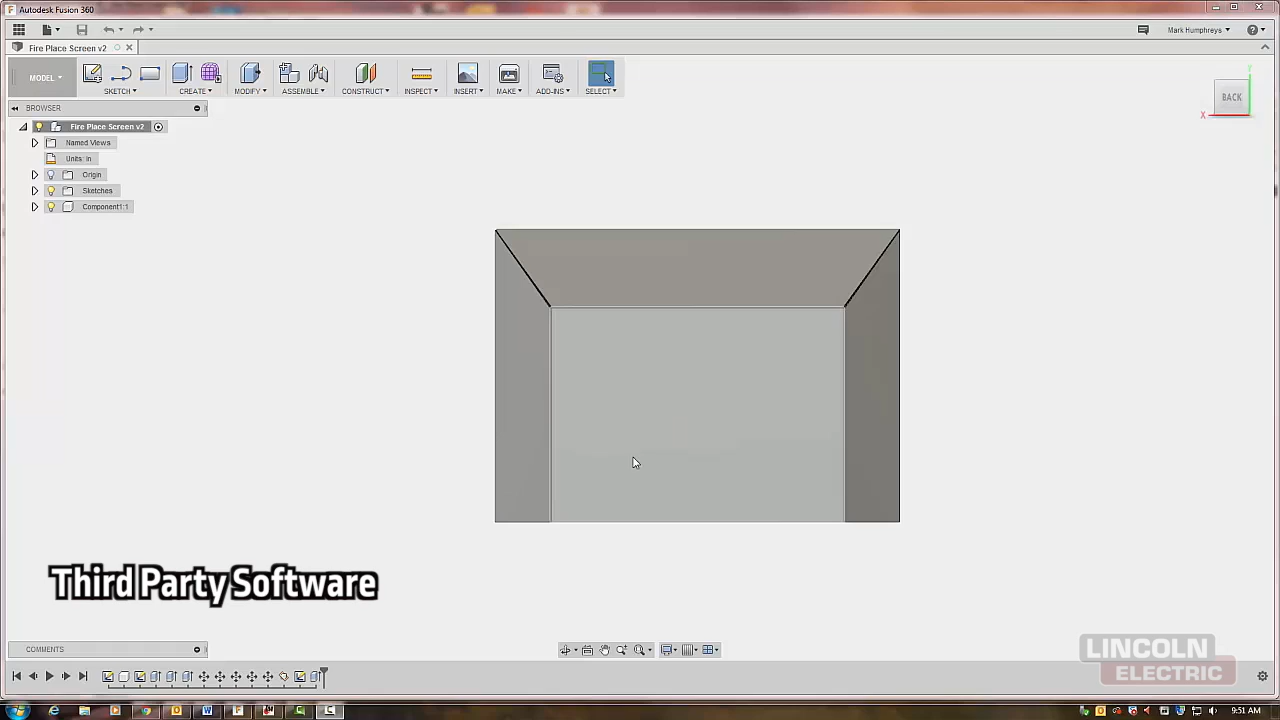 Autodesk Fusion 360
Mark Humphreys
Fire Place Screen v2
MODEL
SKETCH
CREATE
MODIFY
ASSEMBLE
CONSTRUCT
INSPECT
INSERT
MAKE
ADD-INS
SELECT
BROWSER
Fire Place Screen v2
Named Views
Units: in
Origin
Sketches
Component1:1
Y
BACK
X
Third Party Software
COMMENTS
LINCOLN
ELECTRIC
9:51 AM